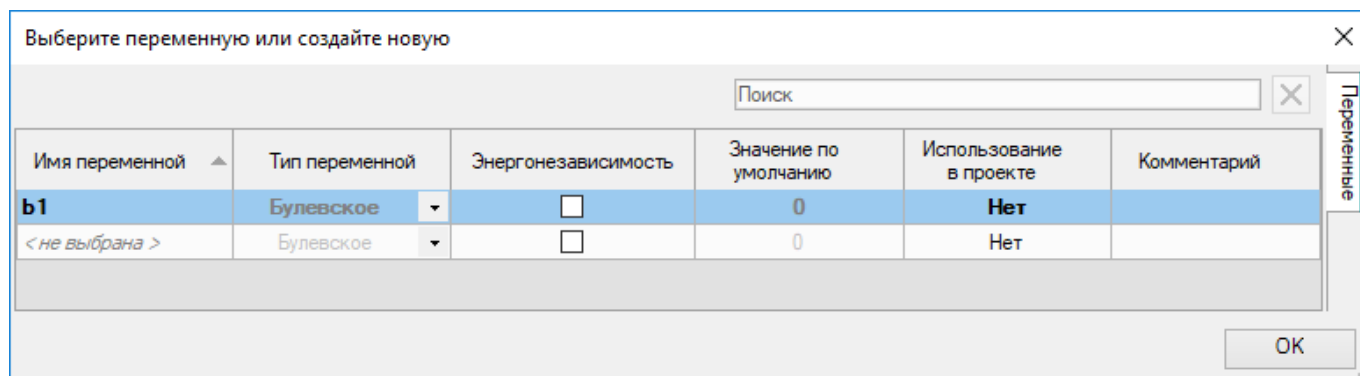 Выберите переменную или создайте новую
Поиск
Переменные
Имя переменной Тип переменной Энергонезависимость Значение по умолчанию Использование в проекте Комментарий
b1 Булевское 0 Нет
<не выбрана> Булевское 0 Нет
OK